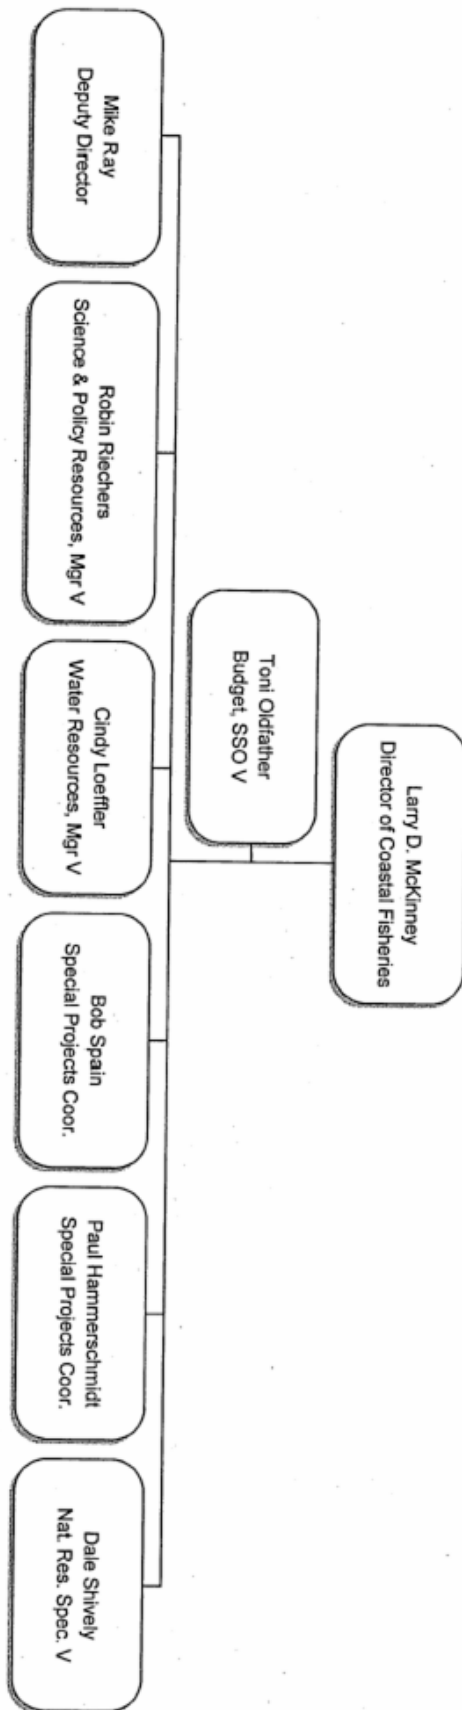 Larry D. McKinney
Director of Coastal Fisheries
Toni Oldfather
Budget, SSO V
Mike Ray
Deputy Director
Robin Riechers
Science & Policy Resources, Mgr V
Cindy Loeffler
Water Resources, Mgr V
Bob Spain
Special Projects Coor.
Paul Hammerschmidt
Special Projects Coor.
Dale Shively
Nat. Res. Spec. V